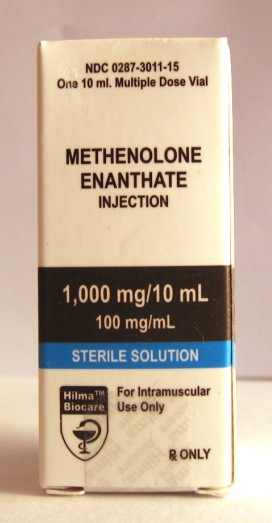 NDC 0287-3011-15
One 10 ml. Multiple Dose Vial
METHENOLONE
ENANTHATE
INJECTION
1,000 mg/10 mL
100 mg/mL
STERILE SOLUTION
Hilma™
Biocare
For Intramuscular
Use Only
℞ ONLY